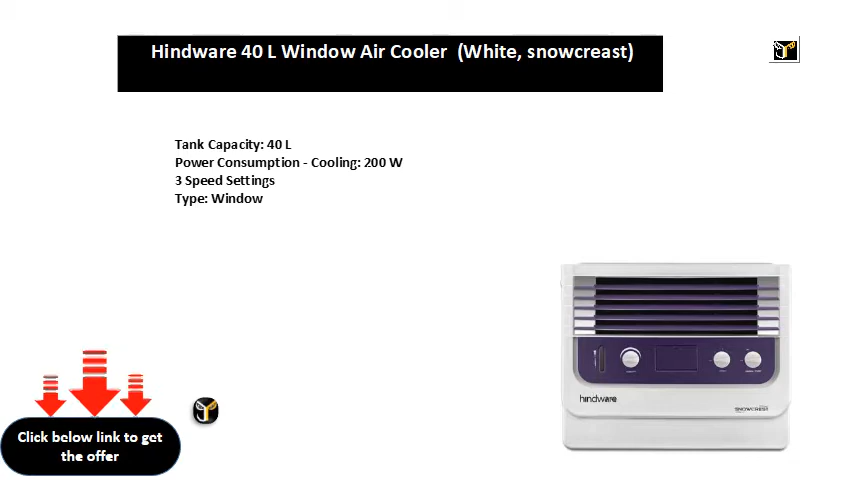 Hindware 40 L Window Air Cooler (White, snowcreast)
Tank Capacity: 40 L
Power Consumption - Cooling: 200 W
3 Speed Settings
Type: Window
hindware
SNOWCREST
Click below link to get
the offer